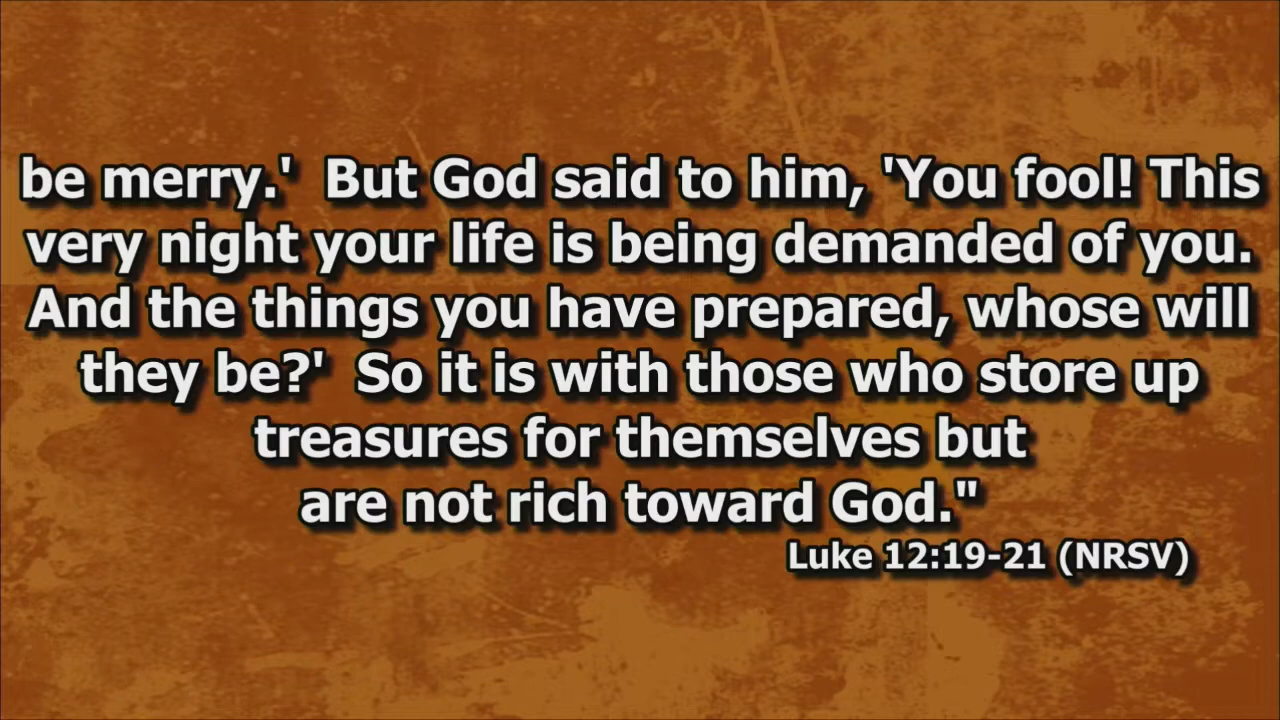 be merry.'  But God said to him, 'You fool! This
very night your life is being demanded of you.
And the things you have prepared, whose will
they be?'  So it is with those who store up
treasures for themselves but
are not rich toward God."
Luke 12:19-21 (NRSV)